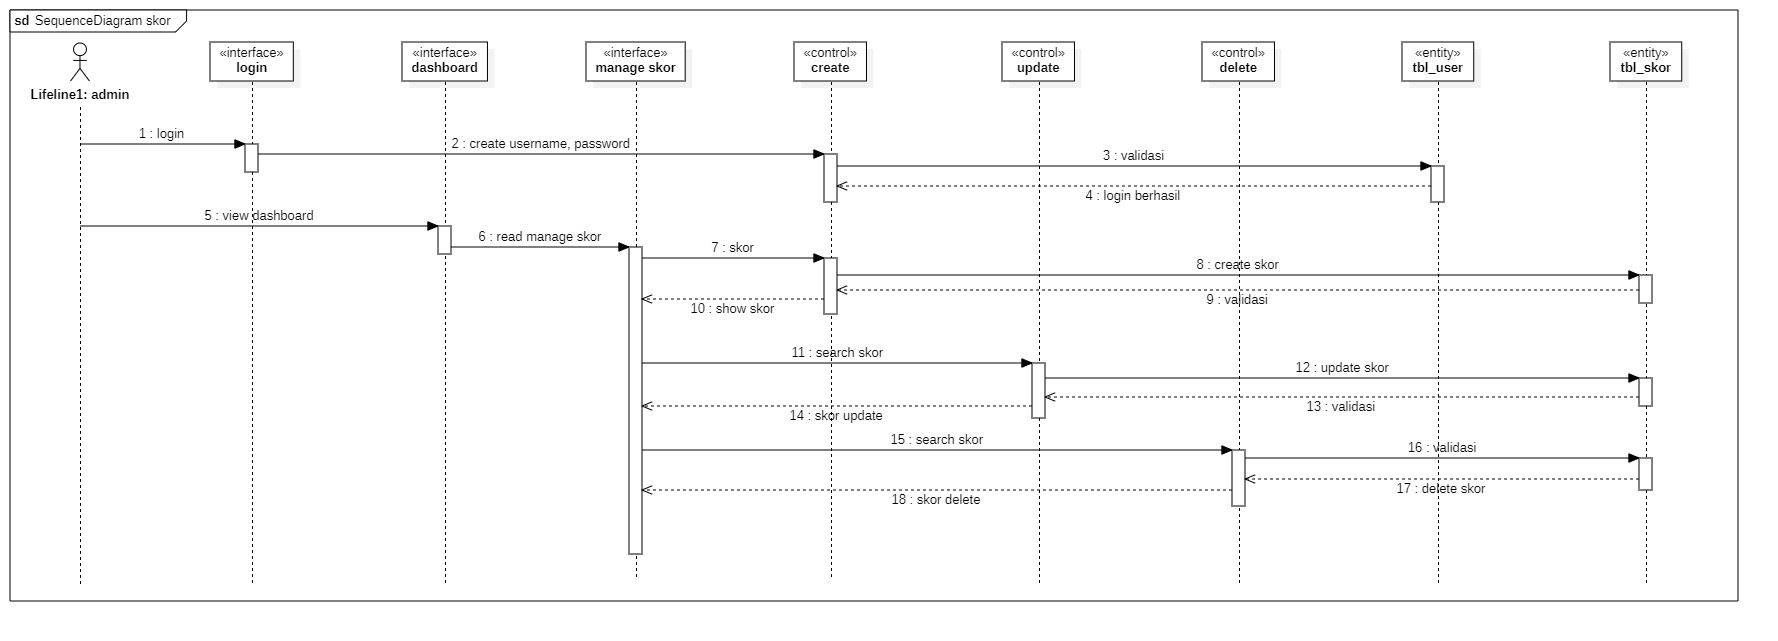 sd SequenceDiagram skor
«interface»
login
«interface»
dashboard
«interface»
manage skor
«control»
create
«control»
update
«control»
delete
«entity»
tbl_user
«entity»
tbl_skor
Lifeline1: admin
1 : login
2 : create username, password
3 : validasi
4 : login berhasil
5 : view dashboard
6 : read manage skor
7 : skor
8 : create skor
9 : validasi
10 : show skor
11 : search skor
12 : update skor
13 : validasi
14 : skor update
15 : search skor
16 : validasi
17 : delete skor
18 : skor delete